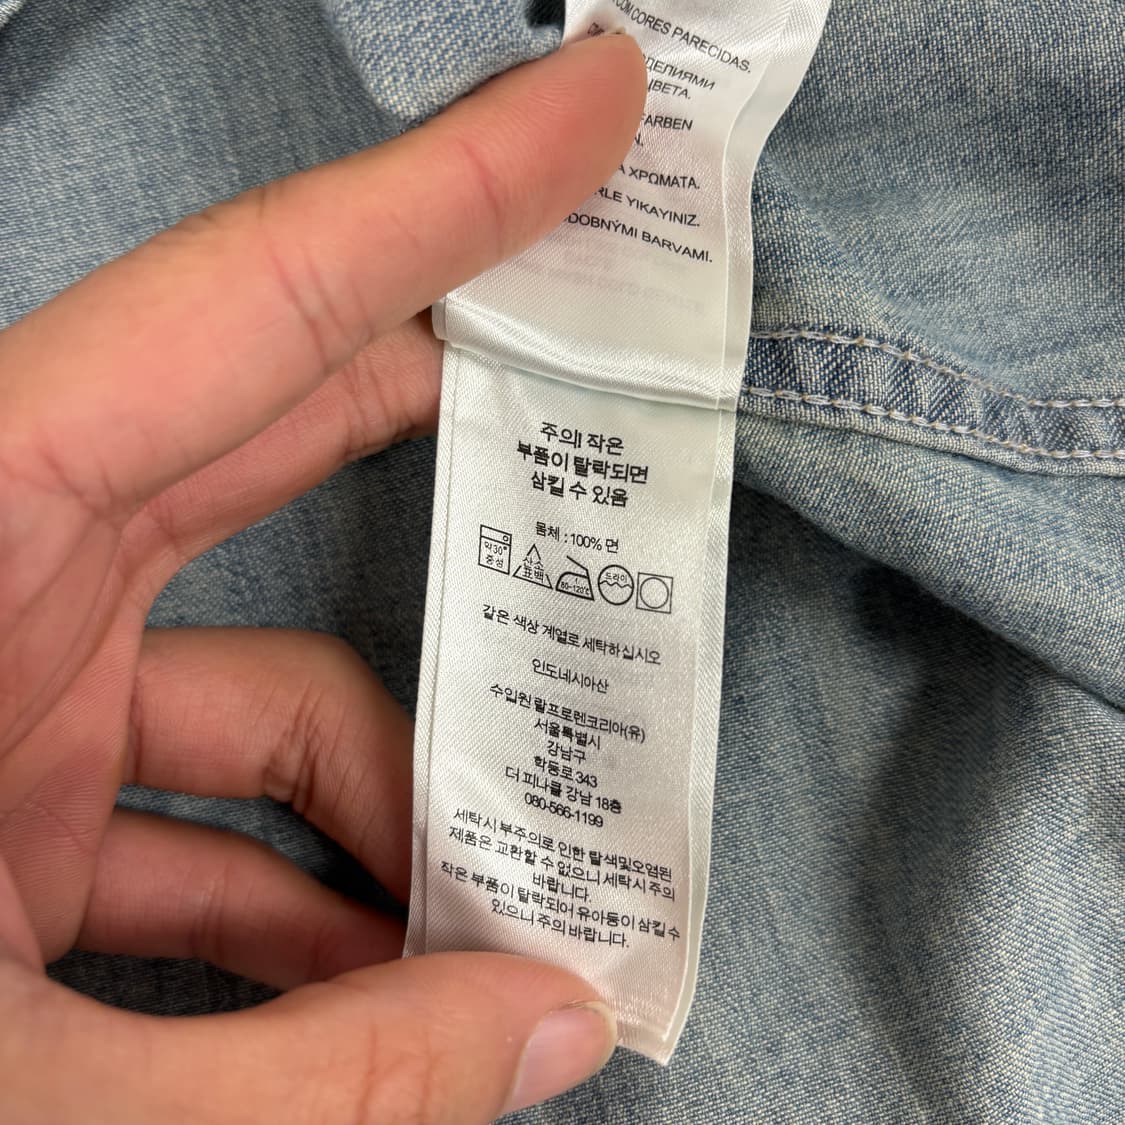 COM CORES PARECIDAS.
ИЗДЕЛИЯМИ
ЦВЕТА.
FARBEN
ΧΡΩΜΑΤΑ.
YIKAYINIZ.
BARVAMI.
주의! 작은
부품이 탈락되면
삼킬 수 있음
몸체 : 100% 면
약30° 중성
산소 표백
80~120℃
드라이
같은 색상 계열로 세탁하십시오
인도네시아산
수입원 랄프로렌코리아(유)
서울특별시
강남구
학동로 343
더 피나클 강남 18층
080-566-1199
세탁시 부주의로 인한 탈색및오염된
제품은 교환할 수 없으니 세탁시 주의
바랍니다.
작은 부품이 탈락되어 유아동이 삼킬 수
있으니 주의 바랍니다.